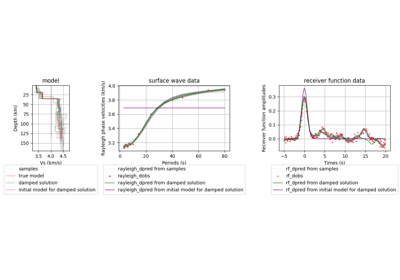 model
surface wave data
receiver function data
Depth (km)
25
50
75
100
125
150
3.5
4.0
4.5
Vs (km/s)
samples
true model
damped solution
initial model for damped solution
Rayleigh phase velocities (km/s)
4.0
3.8
3.6
3.4
3.2
0
20
40
60
80
Periods (s)
rayleigh_dpred from samples
rayleigh_dobs
rayleigh_dpred from damped solution
rayleigh_dpred from initial model for damped solution
Receiver function amplitudes
0.3
0.2
0.1
0.0
−5
0
5
10
15
20
Times (s)
rf_dpred from samples
rf_dobs
rf_dpred from damped solution
rf_dpred from initial model for damped solution